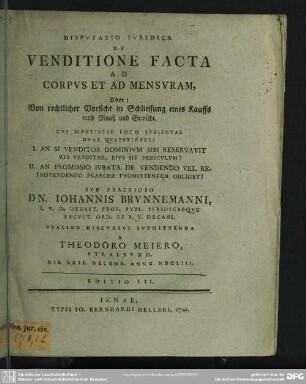 DISPVTATIO IVRIDICA
DE
VENDITIONE FACTA
AD
CORPVS ET AD MENSVRAM,
Oder:
Von rechtlicher Vorsicht in Schliessung eines Kauffs
nach Maaß und Gewicht.
CVI MANTISSAE LOCO SVBIECTAE
DVAE QVAESTIONES:
I. AN SI VENDITOR DOMINIVM SIBI RESERVAVIT
REI VENDITAE, EIVS SIT PERICVLVM?
II. AN PROMISSIO IVRATA DE VENDENDO VEL RE-
TROVENDENDO PRAECISE PROMITTENTEM OBLIGET?
SVB PRAESIDIO
DN. IOHANNIS BRVNNEMANNI,
I. V. D. DECRET. PROF. PVBL. IVRIDICAEQVE
FACVLT. ORD. ET P. T. DECANI.
PLACIDO DISCVRSVI SVBMITTENDA
A
THEODORO MEIERO,
STRALSVND.
DIE XXII. DECEMB. ANNO MDCLIII.
EDITIO III.
IENAE,
TYPIS IO. BERNHARDI HELLERI, 1741.
jur. civ.